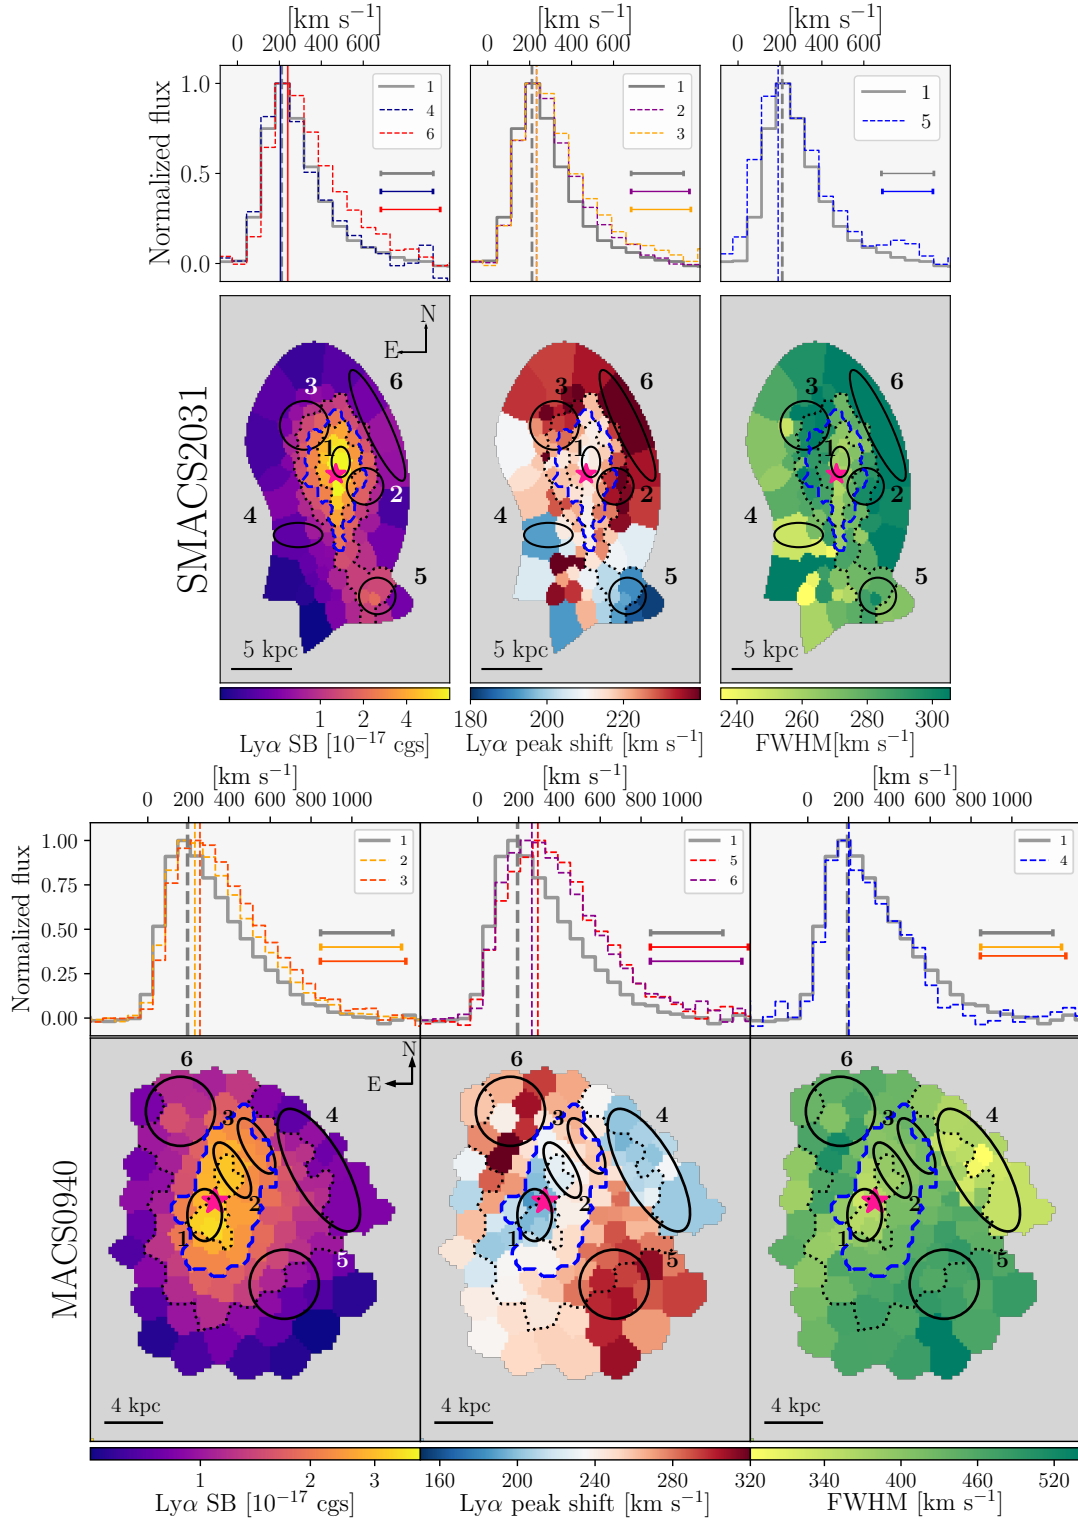 [km s⁻¹] [km s⁻¹] [km s⁻¹]
0 200 400 600 0 200 400 600 0 200 400 600
Normalized flux
1.0
0.5
0.0
1
4
6
1
2
3
1
5
SMACS2031
N
E
3 6 1 2 4 5
5 kpc
3 6 1 2 4 5
5 kpc
3 6 1 2 4 5
5 kpc
1 2 4
Lyα SB [10⁻¹⁷ cgs]
180 200 220
Lyα peak shift [km s⁻¹]
240 260 280 300
FWHM[km s⁻¹]
[km s⁻¹] [km s⁻¹] [km s⁻¹]
0 200 400 600 800 1000 0 200 400 600 800 1000 0 200 400 600 800 1000
Normalized flux
1.00
0.75
0.50
0.25
0.00
1
2
3
1
5
6
1
4
MACS0940
N
E
6 3 4 2 1 5
4 kpc
6 3 4 2 1 5
4 kpc
6 3 4 2 1 5
4 kpc
1 2 3
Lyα SB [10⁻¹⁷ cgs]
160 200 240 280 320
Lyα peak shift [km s⁻¹]
340 400 460 520
FWHM [km s⁻¹]